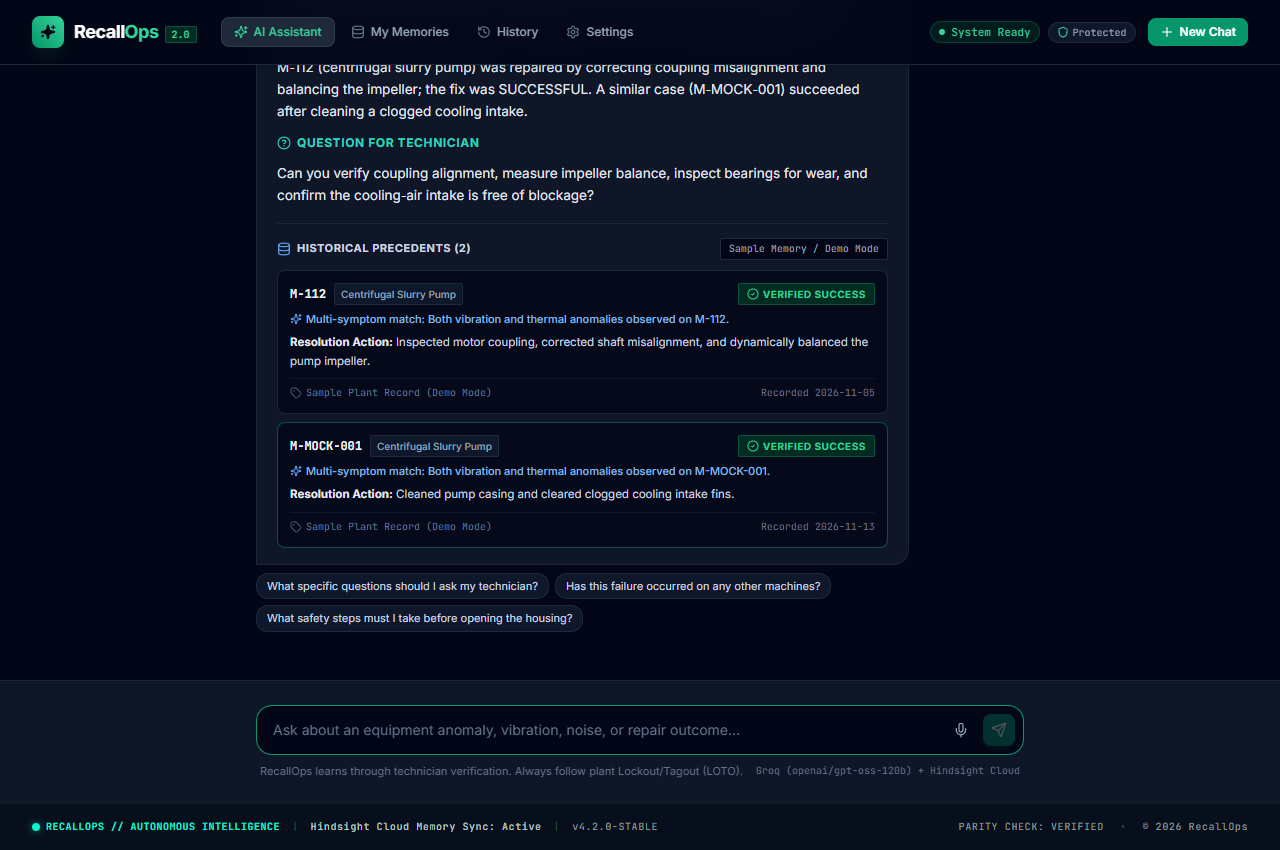 RecallOps 2.0
AI Assistant
My Memories
History
Settings
System Ready
Protected
+ New Chat
M-112 (centrifugal slurry pump) was repaired by correcting coupling misalignment and
balancing the impeller; the fix was SUCCESSFUL. A similar case (M-MOCK-001) succeeded
after cleaning a clogged cooling intake.
QUESTION FOR TECHNICIAN
Can you verify coupling alignment, measure impeller balance, inspect bearings for wear, and
confirm the cooling-air intake is free of blockage?
HISTORICAL PRECEDENTS (2)
Sample Memory / Demo Mode
M-112 Centrifugal Slurry Pump
VERIFIED SUCCESS
Multi-symptom match: Both vibration and thermal anomalies observed on M-112.
Resolution Action: Inspected motor coupling, corrected shaft misalignment, and dynamically balanced the
pump impeller.
Sample Plant Record (Demo Mode)
Recorded 2026-11-05
M-MOCK-001 Centrifugal Slurry Pump
VERIFIED SUCCESS
Multi-symptom match: Both vibration and thermal anomalies observed on M-MOCK-001.
Resolution Action: Cleaned pump casing and cleared clogged cooling intake fins.
Sample Plant Record (Demo Mode)
Recorded 2026-11-13
What specific questions should I ask my technician?
Has this failure occurred on any other machines?
What safety steps must I take before opening the housing?
Ask about an equipment anomaly, vibration, noise, or repair outcome...
RecallOps learns through technician verification. Always follow plant Lockout/Tagout (LOTO).
Groq (openai/gpt-oss-120b) + Hindsight Cloud
RECALLOPS // AUTONOMOUS INTELLIGENCE | Hindsight Cloud Memory Sync: Active | v4.2.0-STABLE
PARITY CHECK: VERIFIED · © 2026 RecallOps